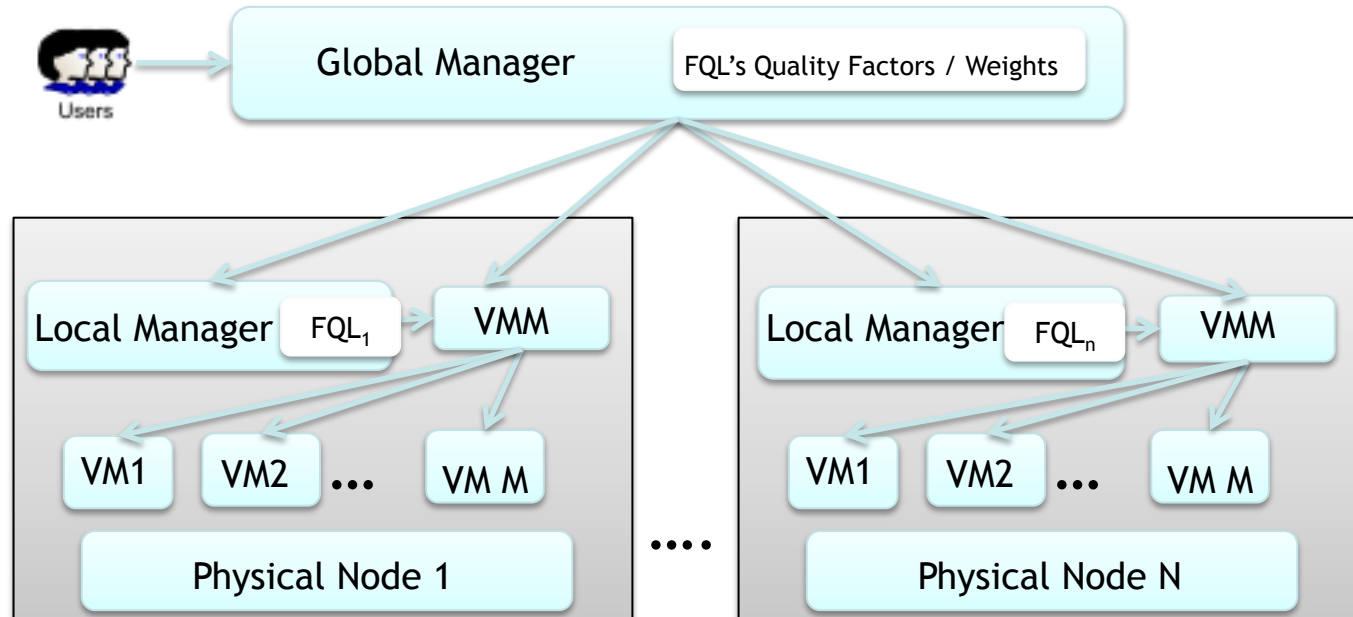 Users
Global Manager
FQL's Quality Factors / Weights
Local Manager
FQL₁
VMM
VM1
VM2
...
VM M
Physical Node 1
....
Local Manager
FQLₙ
VMM
VM1
VM2
...
VM M
Physical Node N